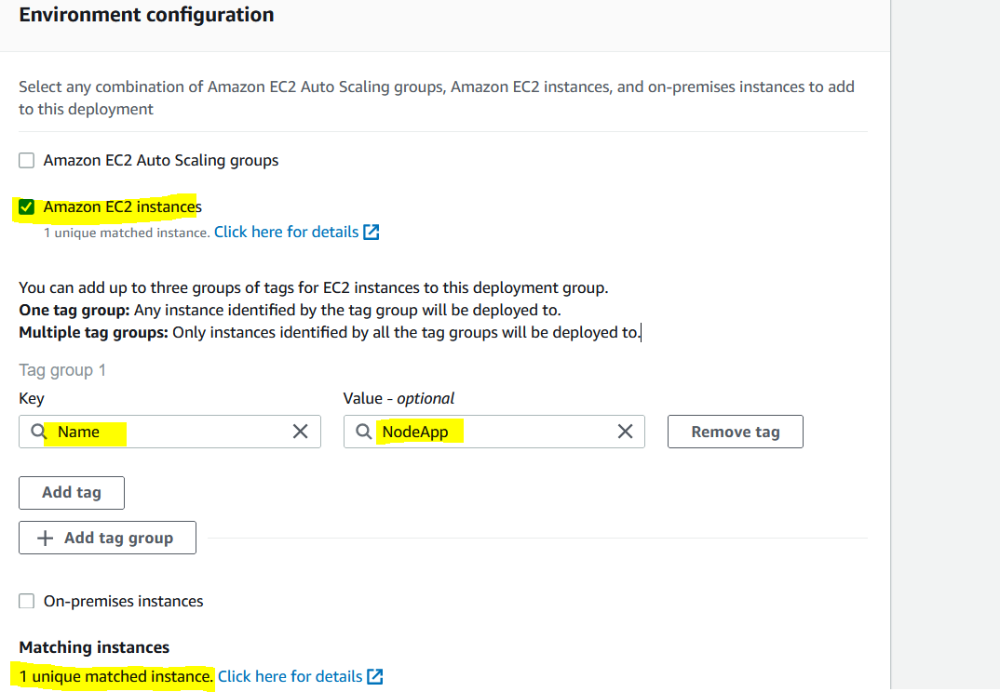 Environment configuration
Select any combination of Amazon EC2 Auto Scaling groups, Amazon EC2 instances, and on-premises instances to add
to this deployment
Amazon EC2 Auto Scaling groups
Amazon EC2 instances
1 unique matched instance. Click here for details
You can add up to three groups of tags for EC2 instances to this deployment group.
One tag group: Any instance identified by the tag group will be deployed to.
Multiple tag groups: Only instances identified by all the tag groups will be deployed to.
Tag group 1
Key Value - optional
Name NodeApp Remove tag
Add tag
+ Add tag group
On-premises instances
Matching instances
1 unique matched instance. Click here for details